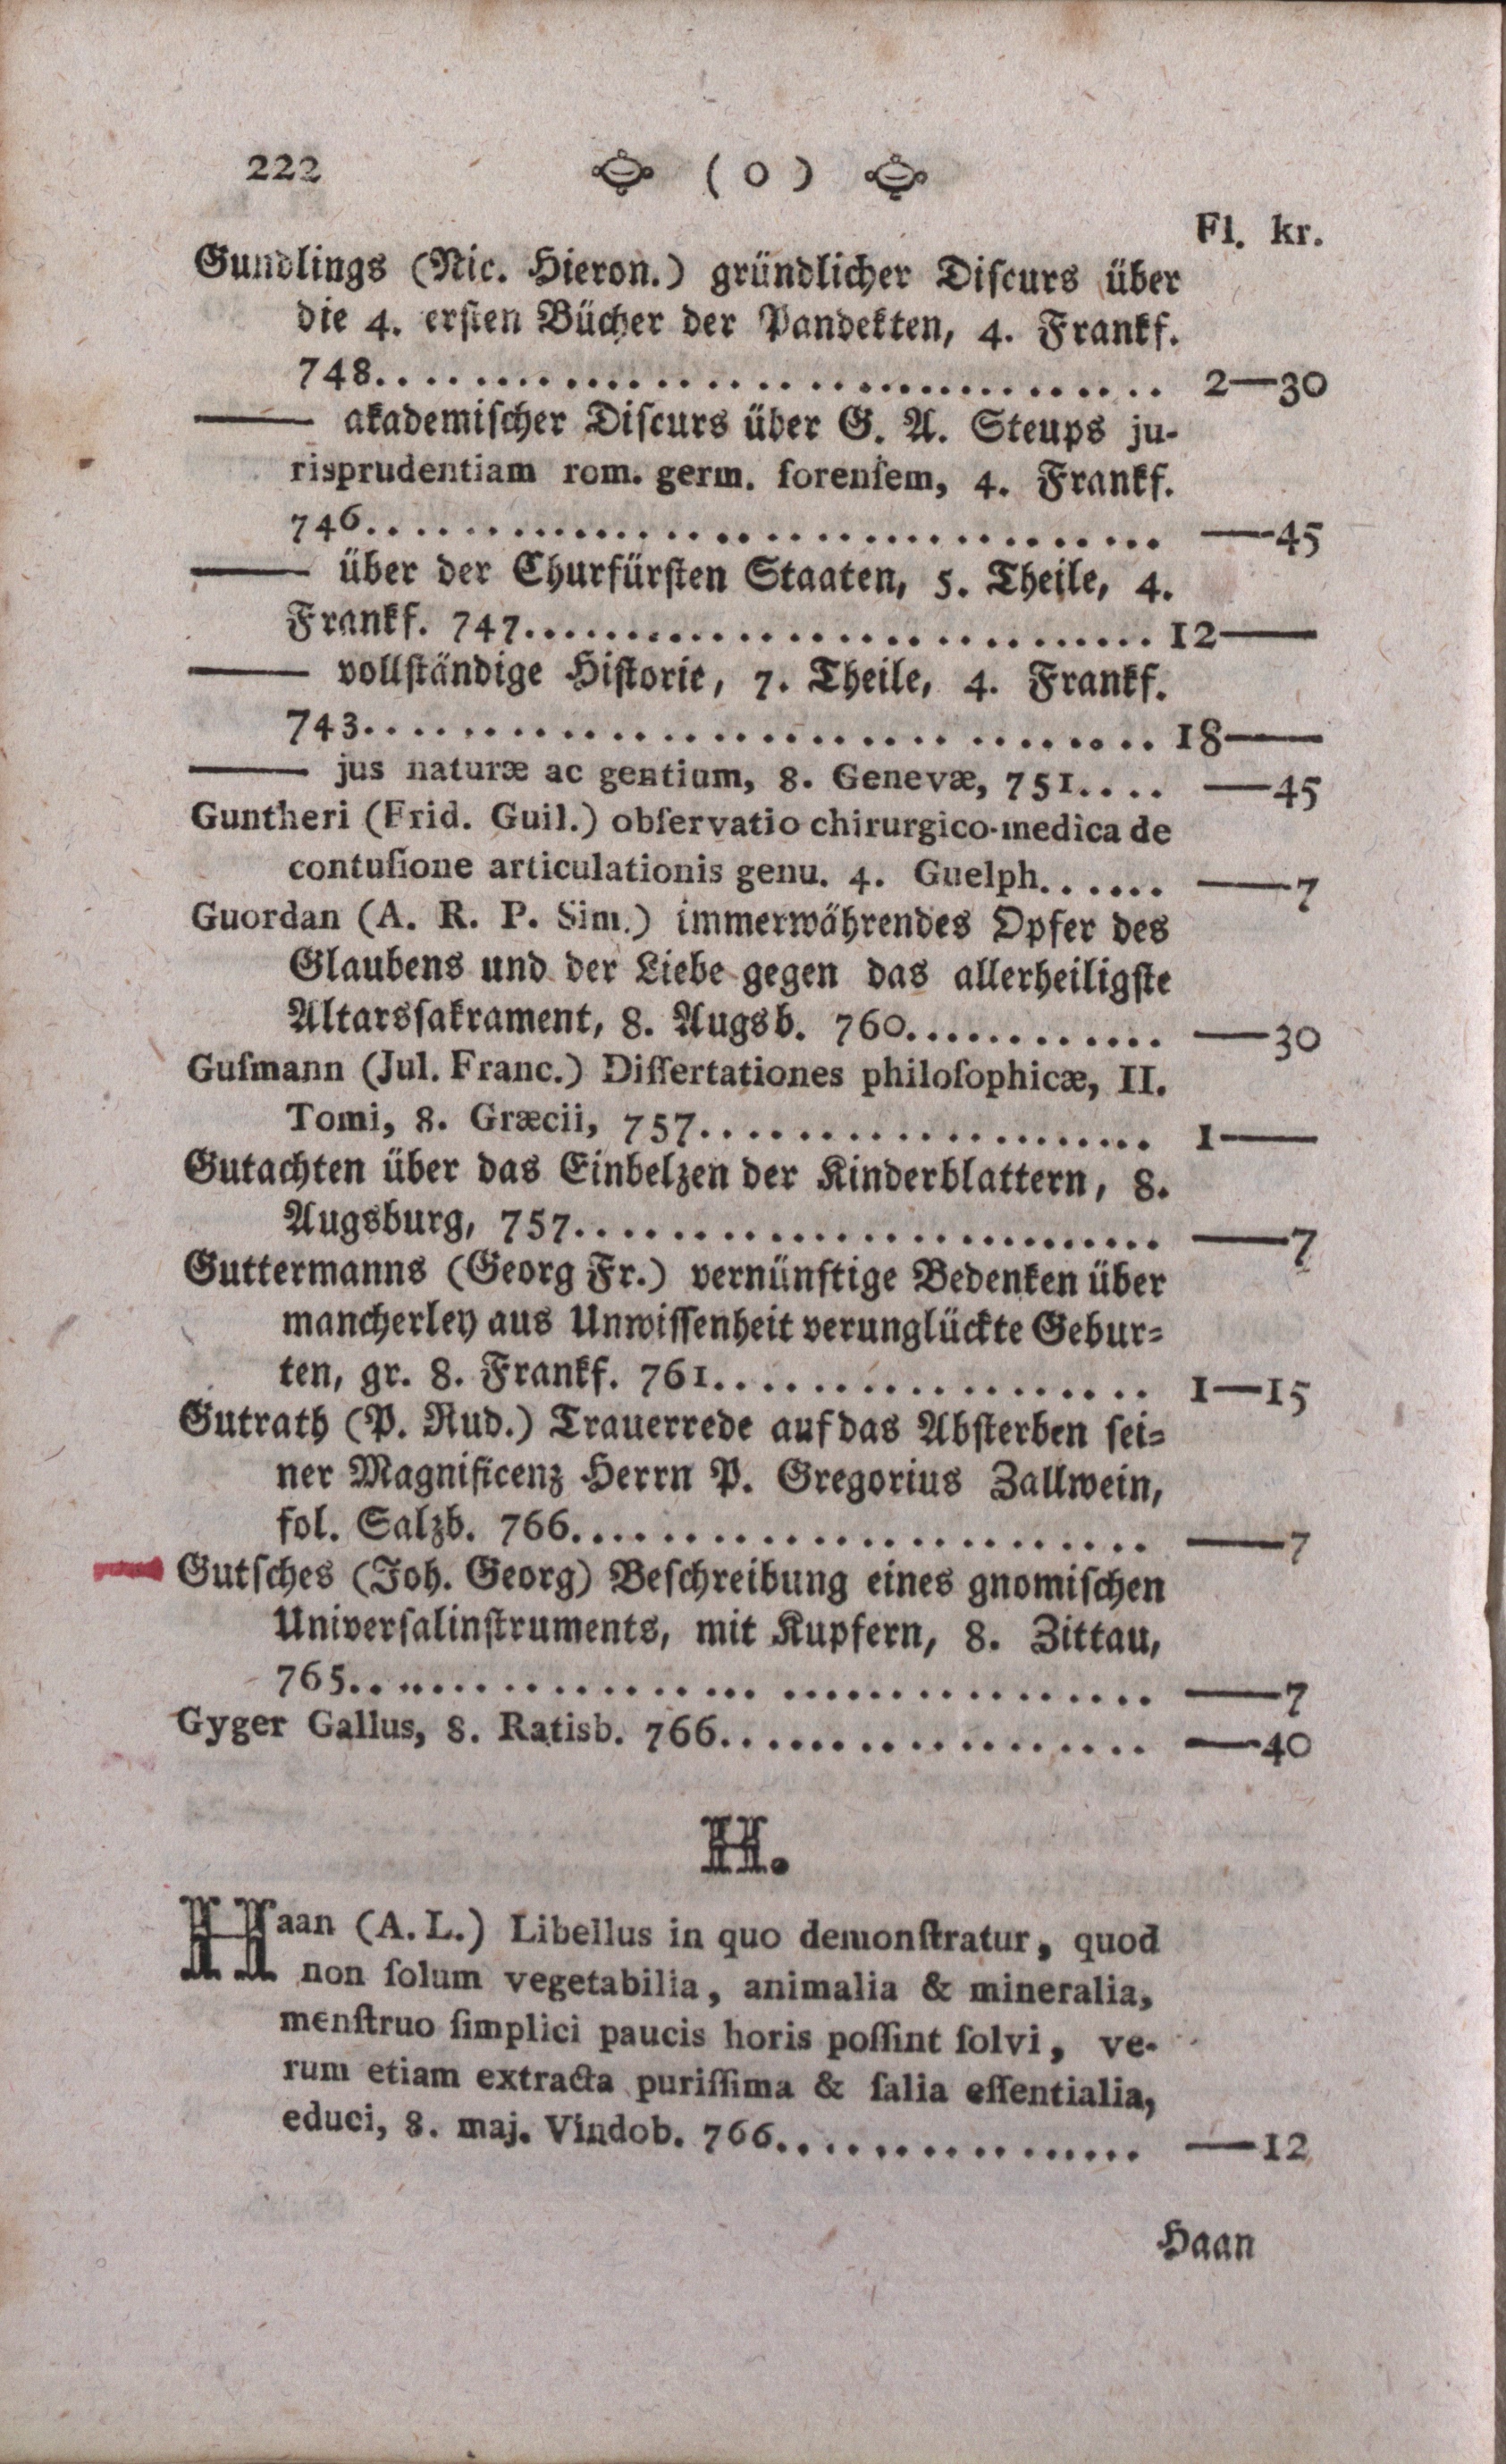 222 ( 0 )
Fl. kr.
Gundlings (Nic. Hieron.) gründlicher Diſcurs über
die 4. erſten Bücher der Pandekten, 4. Frankf.
748.................................. 2—30
—— akademiſcher Diſcurs über G. A. Steups ju-
risprudentiam rom. germ. forenſem, 4. Frankf.
746.................................. —45
—— über der Churfürſten Staaten, 5. Theile, 4.
Frankf. 747............................ 12——
—— vollſtändige Hiſtorie, 7. Theile, 4. Frankf.
743.................................. 18——
—— jus naturæ ac gentium, 8. Genevæ, 751.... —45
Guntheri (Frid. Guil.) obſervatio chirurgico-medica de
contuſione articulationis genu. 4. Guelph...... ——7
Guordan (A. R. P. Sim.) immerwährendes Opfer des
Glaubens und der Liebe gegen das allerheiligſte
Altarsſakrament, 8. Augsb. 760............ —30
Guſmann (Jul. Franc.) Diſſertationes philoſophicæ, II.
Tomi, 8. Græcii, 757................... 1——
Gutachten über das Einbelzen der Kinderblattern, 8.
Augsburg, 757........................ ——7
Guttermanns (Georg Fr.) vernünftige Bedenken über
mancherley aus Unwiſſenheit verunglückte Gebur-
ten, gr. 8. Frankf. 761.................. 1—15
Gutrath (P. Rud.) Trauerrede auf das Abſterben ſei-
ner Magnificenz Herrn P. Gregorius Zallwein,
fol. Salzb. 766........................ ——7
Gutſches (Joh. Georg) Beſchreibung eines gnomiſchen
Univerſalinſtruments, mit Kupfern, 8. Zittau,
765.................................. ——7
Gyger Gallus, 8. Ratisb. 766.................. —40
H.
Haan (A. L.) Libellus in quo demonſtratur, quod
non ſolum vegetabilia, animalia & mineralia,
menſtruo ſimplici paucis horis poſſint ſolvi, ve-
rum etiam extracta puriſſima & ſalia eſſentialia,
educi, 8. maj. Vindob. 766............... —12
Haan